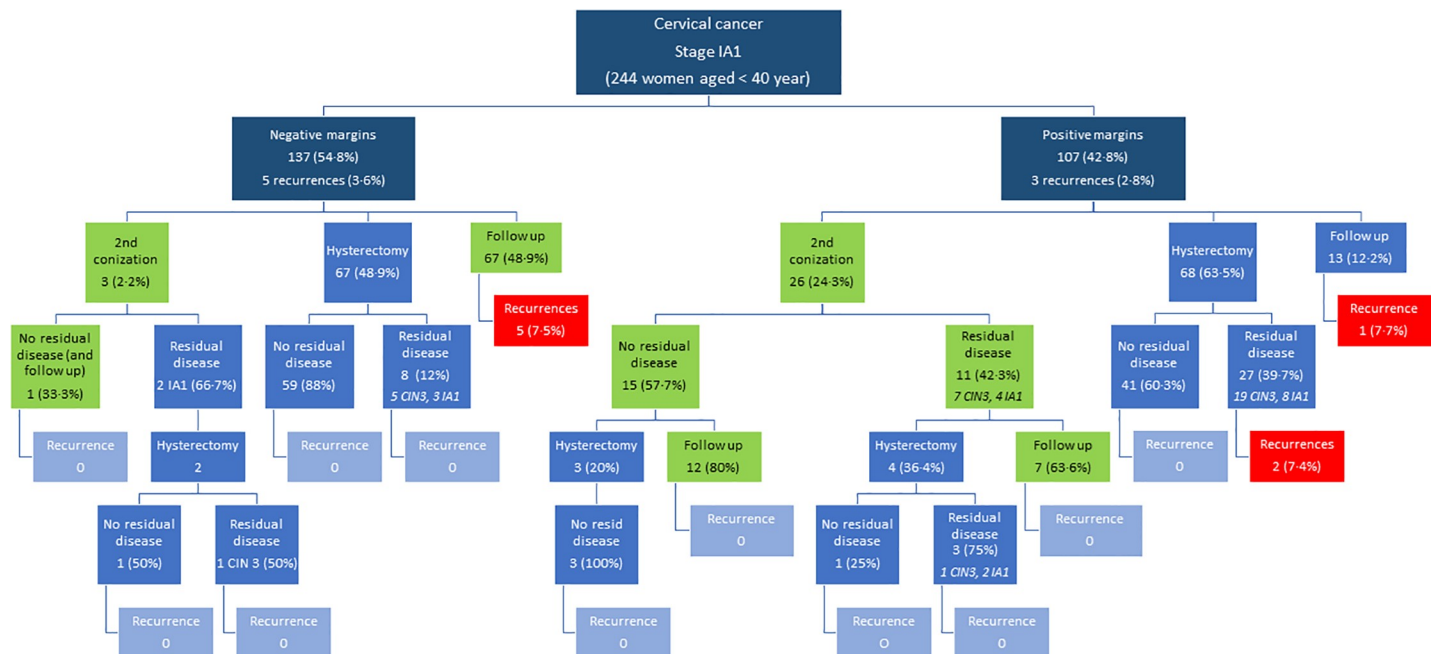 Cervical cancer
Stage IA1
(244 women aged < 40 year)
Negative margins
137 (54·8%)
5 recurrences (3·6%)
Positive margins
107 (42·8%)
3 recurrences (2·8%)
2nd
conization
3 (2·2%)
Hysterectomy
67 (48·9%)
Follow up
67 (48·9%)
2nd
conization
26 (24·3%)
Hysterectomy
68 (63·5%)
Follow up
13 (12·2%)
No residual
disease (and
follow up)
1 (33·3%)
Residual
disease
2 IA1 (66·7%)
No residual
disease
59 (88%)
Residual
disease
8 (12%)
5 CIN3, 3 IA1
Recurrences
5 (7·5%)
No residual
disease
15 (57·7%)
Residual
disease
11 (42·3%)
7 CIN3, 4 IA1
No residual
disease
41 (60·3%)
Residual
disease
27 (39·7%)
19 CIN3, 8 IA1
Recurrence
1 (7·7%)
Recurrence
0
Hysterectomy
2
Recurrence
0
Recurrence
0
Hysterectomy
3 (20%)
Follow up
12 (80%)
Hysterectomy
4 (36·4%)
Follow up
7 (63·6%)
Recurrence
0
Recurrences
2 (7·4%)
No residual
disease
1 (50%)
Residual
disease
1 CIN 3 (50%)
No resid
disease
3 (100%)
Recurrence
0
No residual
disease
1 (25%)
Residual
disease
3 (75%)
1 CIN3, 2 IA1
Recurrence
0
Recurrence
0
Recurrence
0
Recurrence
0
Recurrence
O
Recurrence
0